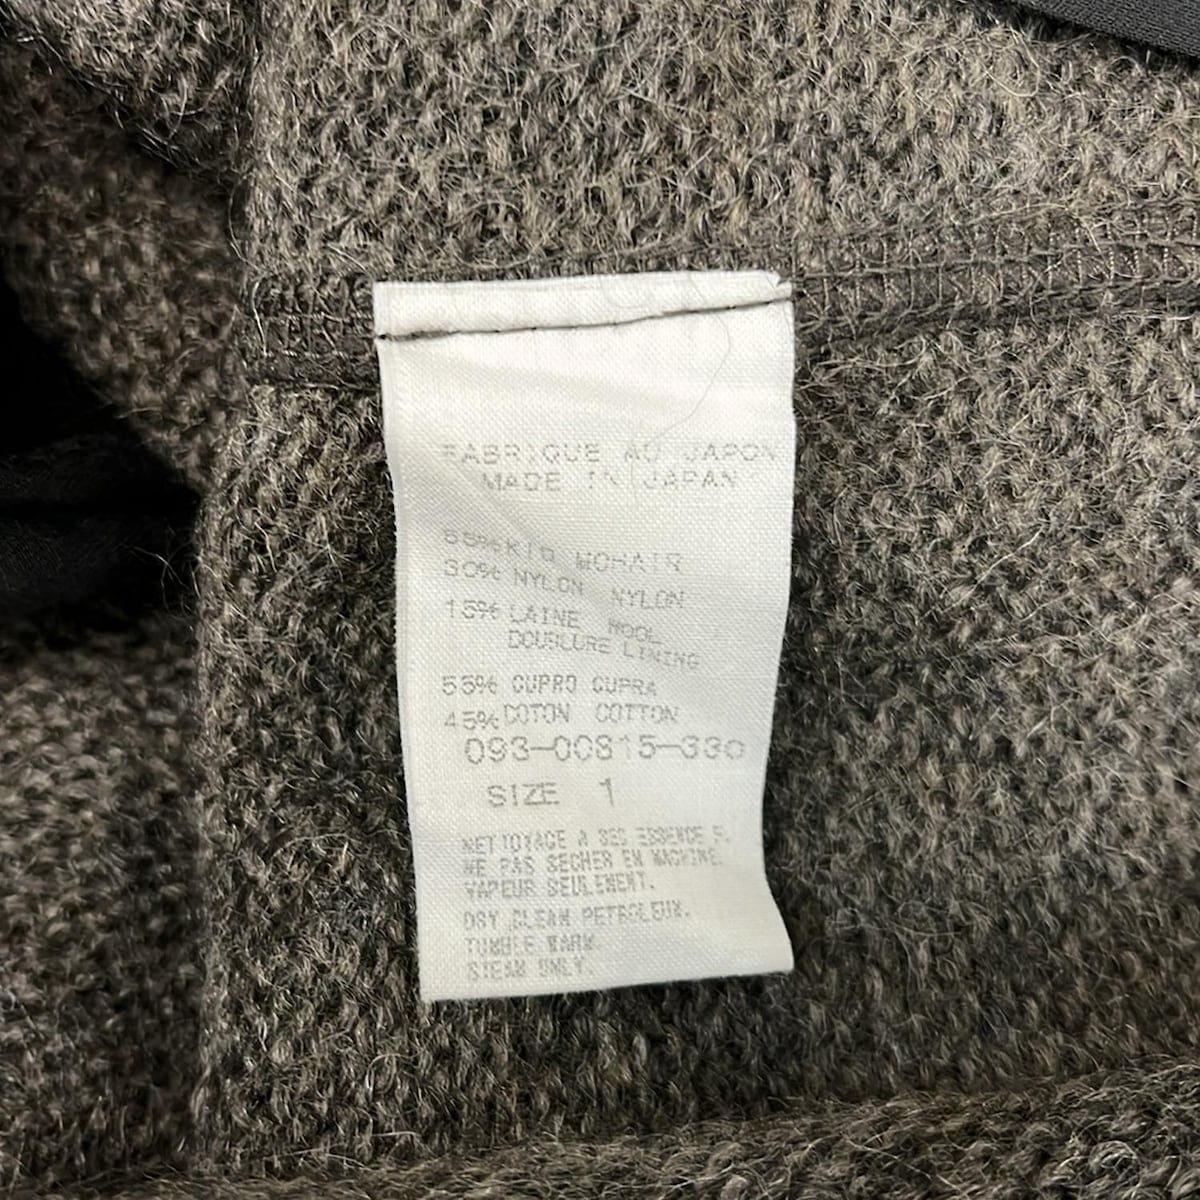 FABRIQUE AU JAPON
MADE IN JAPAN
55% KID MOHAIR
30% NYLON NYLON
15% LAINE WOOL
DOUBLURE LINING
55% CUPRO CUPRA
45% COTON COTTON
093-00815-330
SIZE 1
NETTOYAGE A SEC ESSENCE F.
NE PAS SECHER EN MACHINE.
VAPEUR SEULEMENT.
DRY CLEAN PETROLEUM.
TUMBLE WARM.
STEAM ONLY.